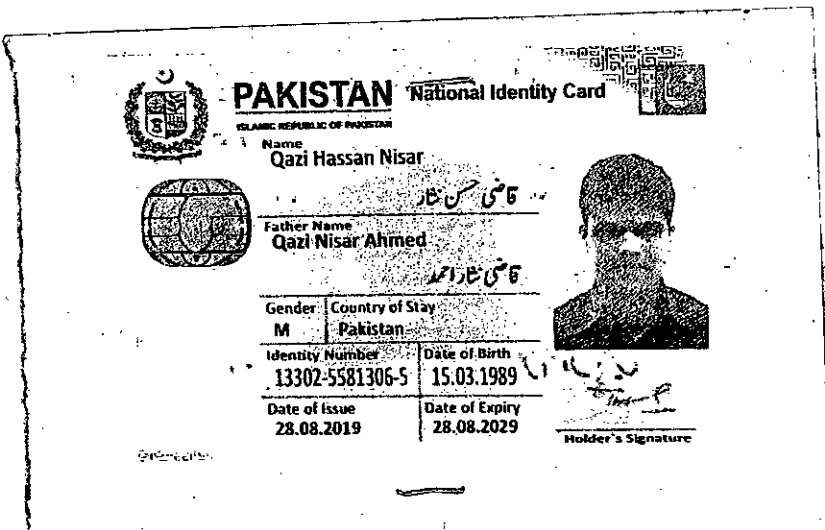 PAKISTAN National Identity Card
ISLAMIC REPUBLIC OF PAKISTAN
Name
Qazi Hassan Nisar
قاضی حسن نثار
Father Name
Qazi Nisar Ahmed
قاضی نثار احمد
Gender Country of Stay
M Pakistan
Identity Number Date of Birth
13302-5581306-5 15.03.1989
Date of Issue Date of Expiry
28.08.2019 28.08.2029
Holder's Signature